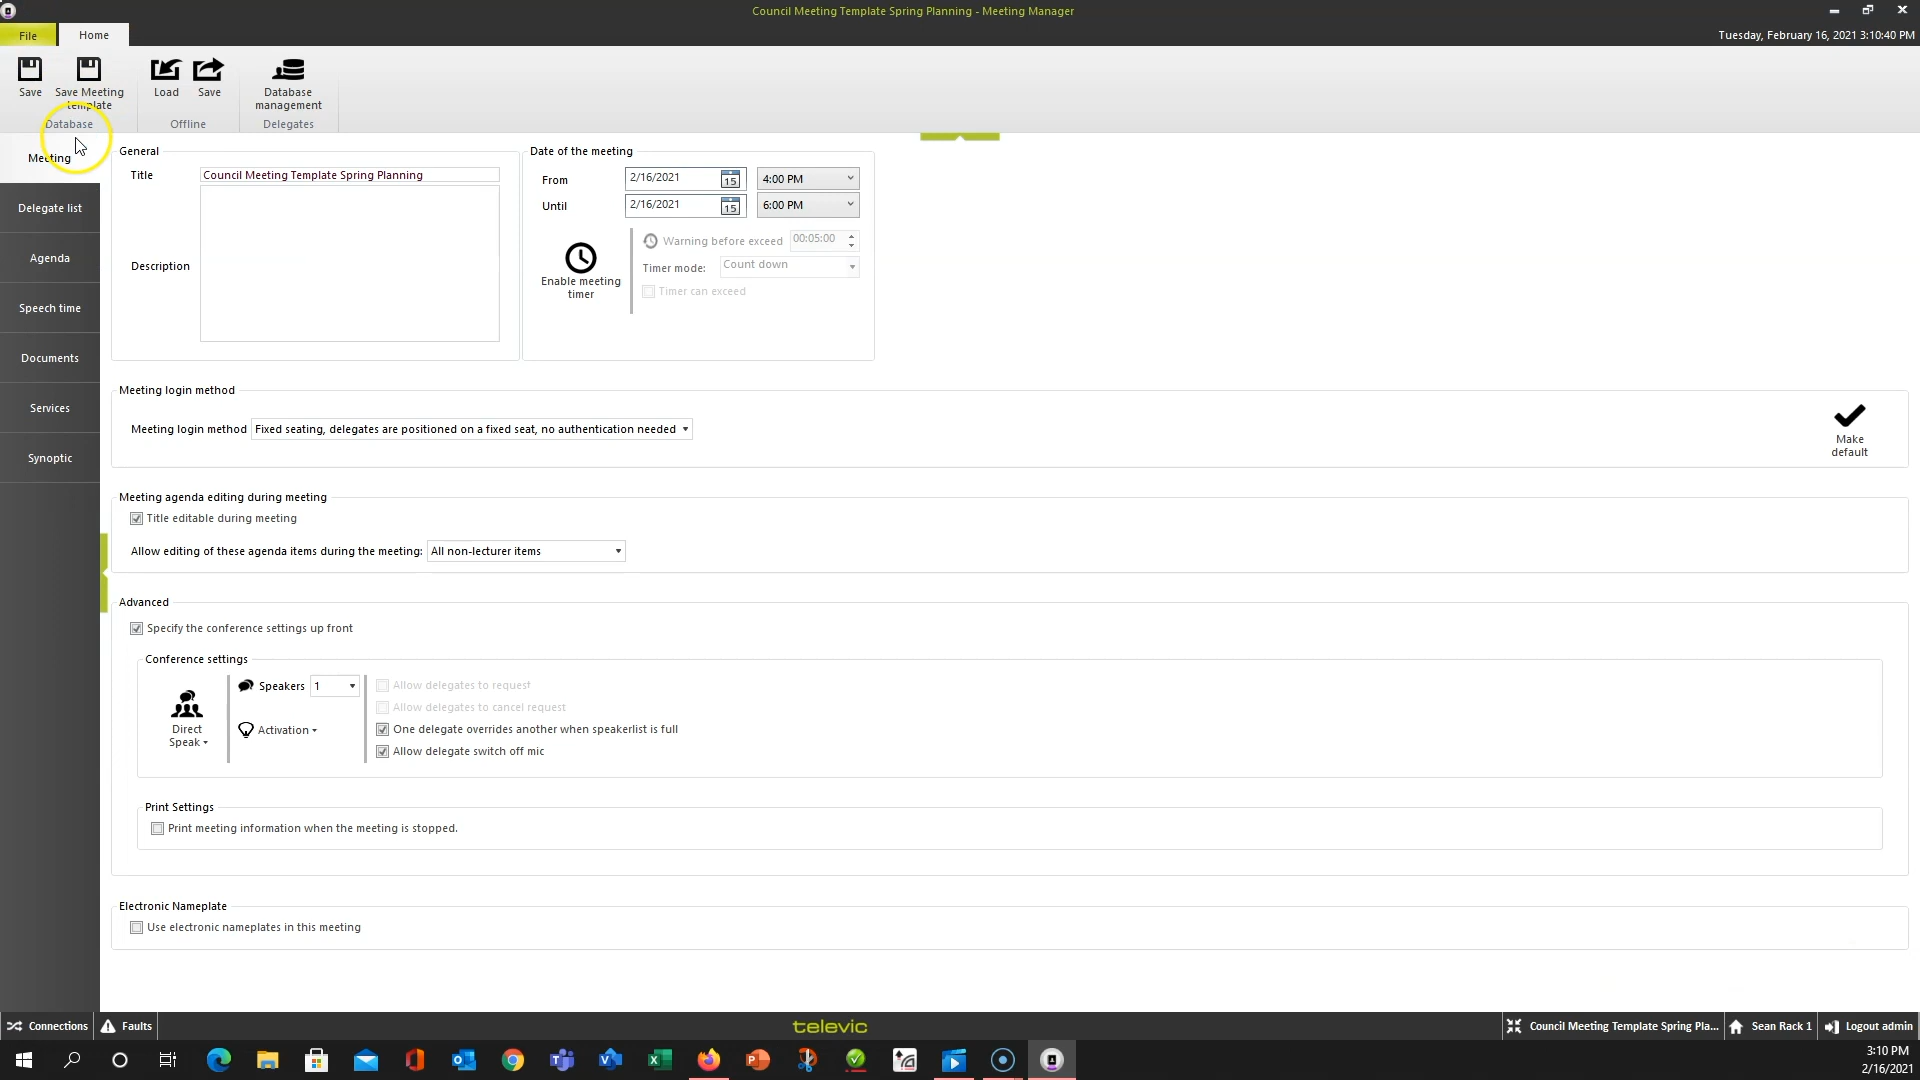 Council Meeting Template Spring Planning - Meeting Manager
File
Home
Tuesday, February 16, 2021 3:10:40 PM
Save
Save Meeting
template
Load
Save
Database
management
Database
Offline
Delegates
Meeting
Delegate list
Agenda
Speech time
Documents
Services
Synoptic
General
Title
Council Meeting Template Spring Planning
Description
Date of the meeting
From
2/16/2021
15
4:00 PM
Until
2/16/2021
15
6:00 PM
Enable meeting
timer
Warning before exceed
00:05:00
Timer mode:
Count down
Timer can exceed
Meeting login method
Meeting login method
Fixed seating, delegates are positioned on a fixed seat, no authentication needed
Make
default
Meeting agenda editing during meeting
Title editable during meeting
Allow editing of these agenda items during the meeting:
All non-lecturer items
Advanced
Specify the conference settings up front
Conference settings
Direct
Speak
Speakers
1
Activation
Allow delegates to request
Allow delegates to cancel request
One delegate overrides another when speakerlist is full
Allow delegate switch off mic
Print Settings
Print meeting information when the meeting is stopped.
Electronic Nameplate
Use electronic nameplates in this meeting
Connections
Faults
televic
Council Meeting Template Spring Pla...
Sean Rack 1
Logout admin
3:10 PM
2/16/2021